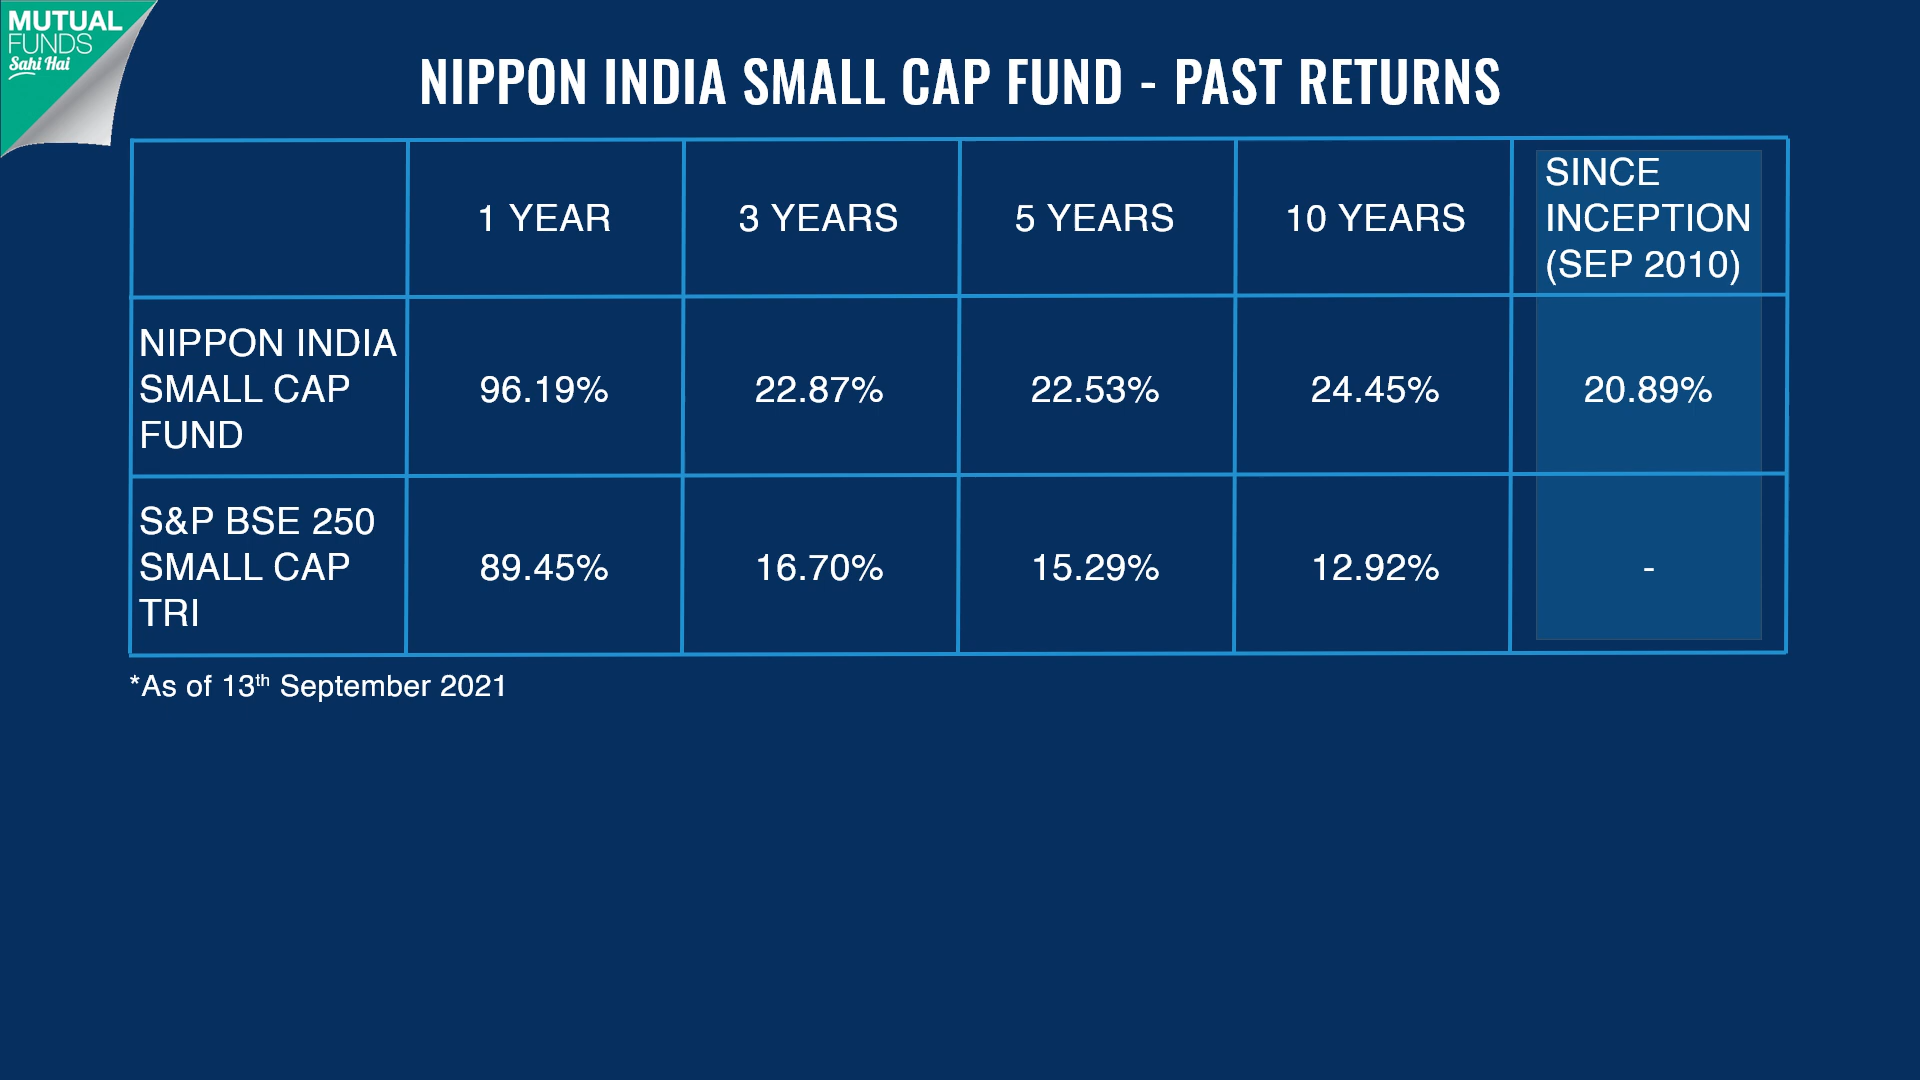 MUTUAL
FUNDS
Sahi Hai
NIPPON INDIA SMALL CAP FUND - PAST RETURNS
1 YEAR
3 YEARS
5 YEARS
10 YEARS
SINCE
INCEPTION
(SEP 2010)
NIPPON INDIA
SMALL CAP
FUND
96.19%
22.87%
22.53%
24.45%
20.89%
S&P BSE 250
SMALL CAP
TRI
89.45%
16.70%
15.29%
12.92%
-
*As of 13th September 2021